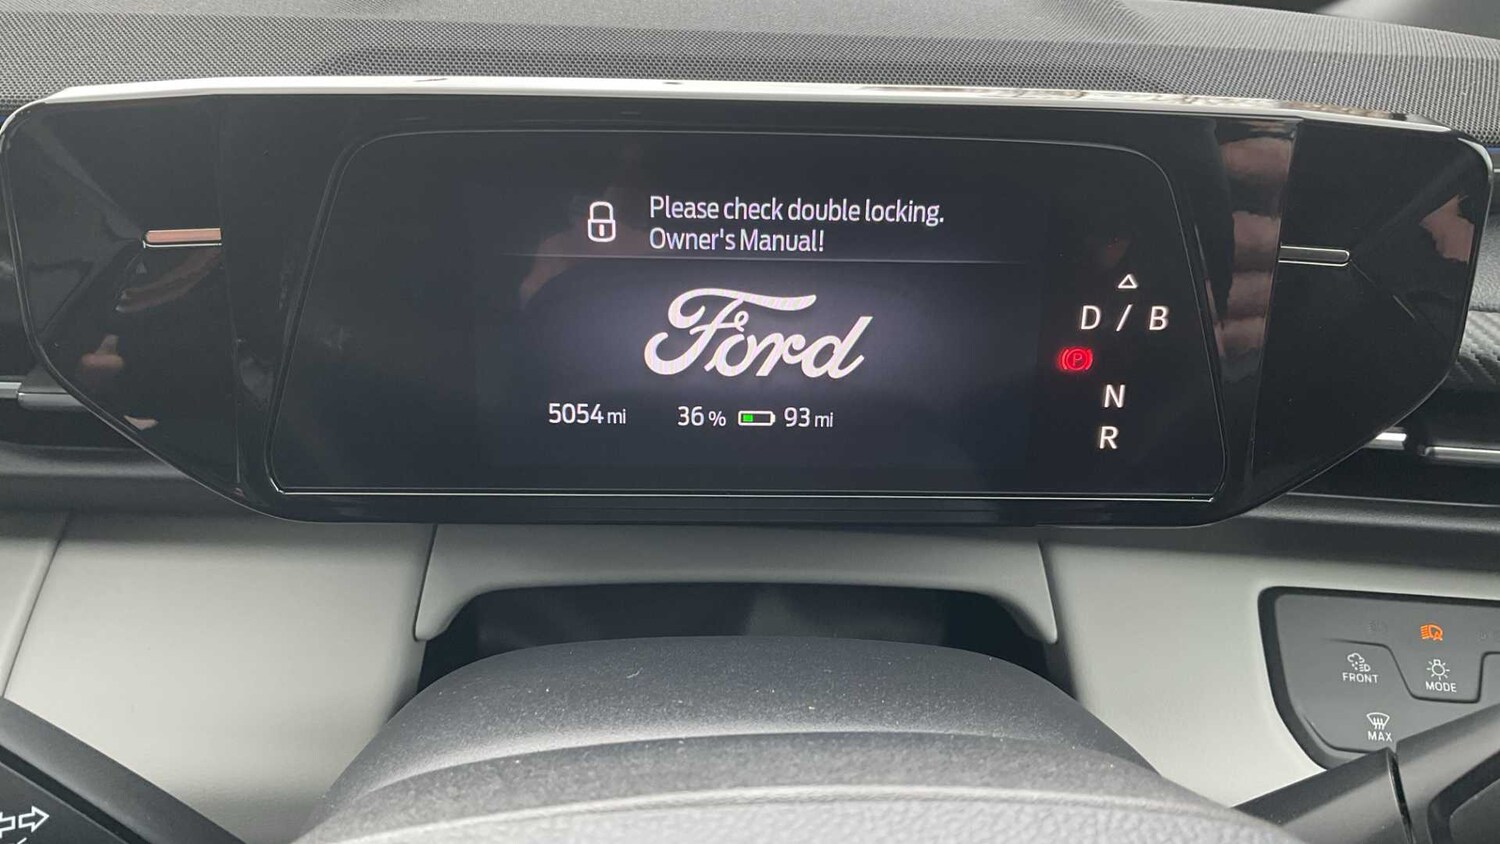 Please check double locking.
Owner's Manual!
Ford
5054 mi 36 % 93 mi
D / B
P
N
R
FRONT
MODE
MAX